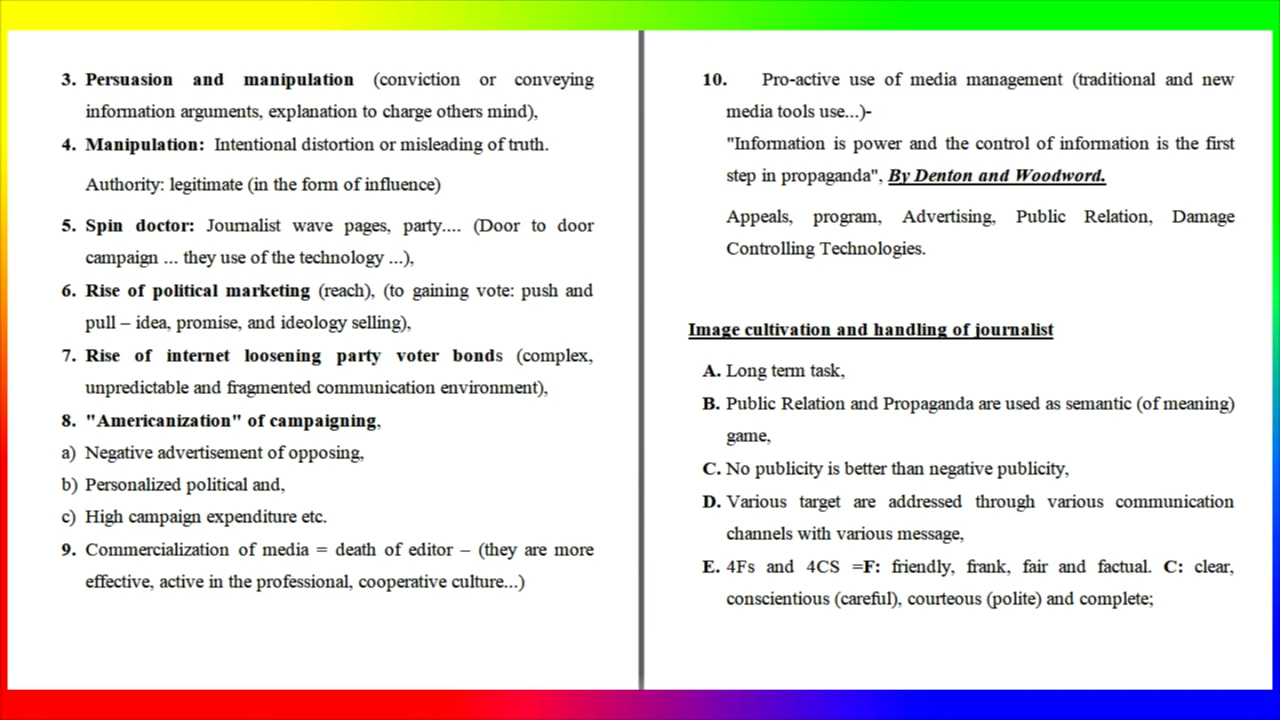 3. Persuasion and manipulation (conviction or conveying
information arguments, explanation to charge others mind),
4. Manipulation: Intentional distortion or misleading of truth.
Authority: legitimate (in the form of influence)
5. Spin doctor: Journalist wave pages, party.... (Door to door
campaign ... they use of the technology ...),
6. Rise of political marketing (reach), (to gaining vote: push and
pull – idea, promise, and ideology selling),
7. Rise of internet loosening party voter bonds (complex,
unpredictable and fragmented communication environment),
8. "Americanization" of campaigning,
a) Negative advertisement of opposing,
b) Personalized political and,
c) High campaign expenditure etc.
9. Commercialization of media = death of editor – (they are more
effective, active in the professional, cooperative culture...)
10. Pro-active use of media management (traditional and new
media tools use...)-
"Information is power and the control of information is the first
step in propaganda", By Denton and Woodword.
Appeals, program, Advertising, Public Relation, Damage
Controlling Technologies.
Image cultivation and handling of journalist
A. Long term task,
B. Public Relation and Propaganda are used as semantic (of meaning)
game,
C. No publicity is better than negative publicity,
D. Various target are addressed through various communication
channels with various message,
E. 4Fs and 4CS =F: friendly, frank, fair and factual. C: clear,
conscientious (careful), courteous (polite) and complete;